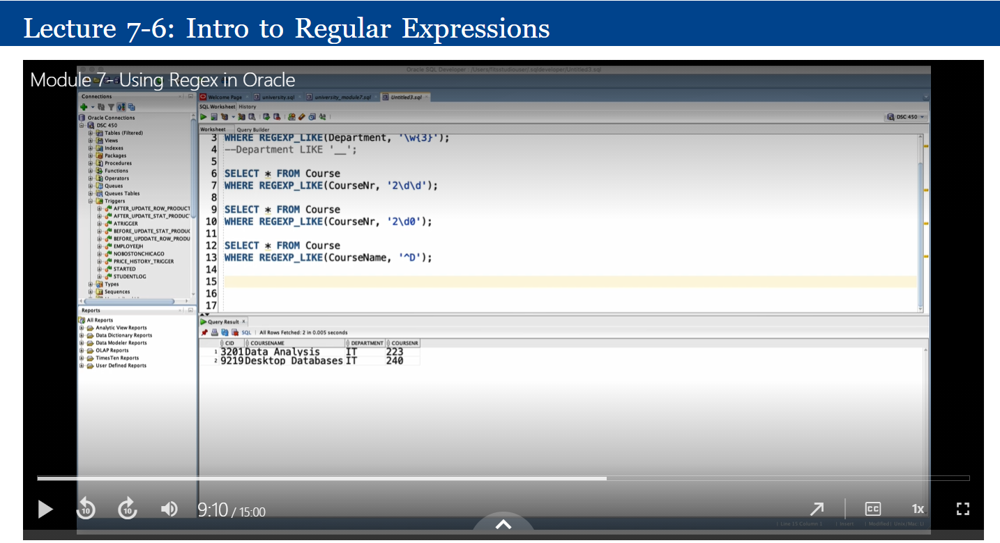 Lecture 7-6: Intro to Regular Expressions
Oracle SQL Developer : /Users/itsstudiouser/.sqldeveloper/Untitled3.sql
Module 7- Using Regex in Oracle
Connections
Welcome Page
university.sql
university_module7.sql
Untitled3.sql
SQL Worksheet History
DSC 450
Worksheet Query Builder
Oracle Connections
DSC 450
Tables (Filtered)
Views
Indexes
Packages
Procedures
Functions
Operators
Queues
Queues Tables
Triggers
AFTER_UPDATE_ROW_PRODUCT
AFTER_UPDATE_STAT_PRODUC
ATRIGGER
BEFORE_UPDATE_STAT_PRODUC
BEFORE_UPDDATE_ROW_PRODU
EMPLOYEEJH
NOBOSTONCHICAGO
PRICE_HISTORY_TRIGGER
STARTED
STUDENTLOG
Types
Sequences
3 WHERE REGEXP_LIKE(Department, '\w{3}');
4 --Department LIKE '__';
5
6 SELECT * FROM Course
7 WHERE REGEXP_LIKE(CourseNr, '2\d\d');
8
9 SELECT * FROM Course
10 WHERE REGEXP_LIKE(CourseNr, '2\d0');
11
12 SELECT * FROM Course
13 WHERE REGEXP_LIKE(CourseName, '^D');
14
15
16
17
Reports
All Reports
Analytic View Reports
Data Dictionary Reports
Data Modeler Reports
OLAP Reports
TimesTen Reports
User Defined Reports
Query Result
SQL | All Rows Fetched: 2 in 0.005 seconds
CID COURSENAME DEPARTMENT COURSENR
1 3201 Data Analysis IT 223
2 9219 Desktop Databases IT 240
10
10
9:10 / 15:00
CC
1x
Line 15 Column 1 | Insert | Modified | Unix/Mac: L